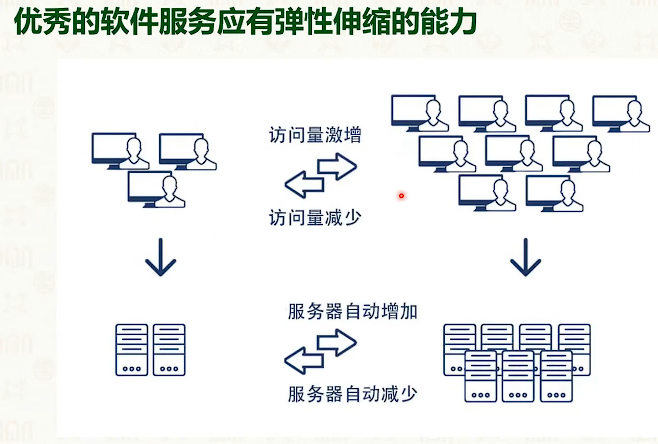 优秀的软件服务应有弹性伸缩的能力
访问量激增
访问量减少
服务器自动增加
服务器自动减少